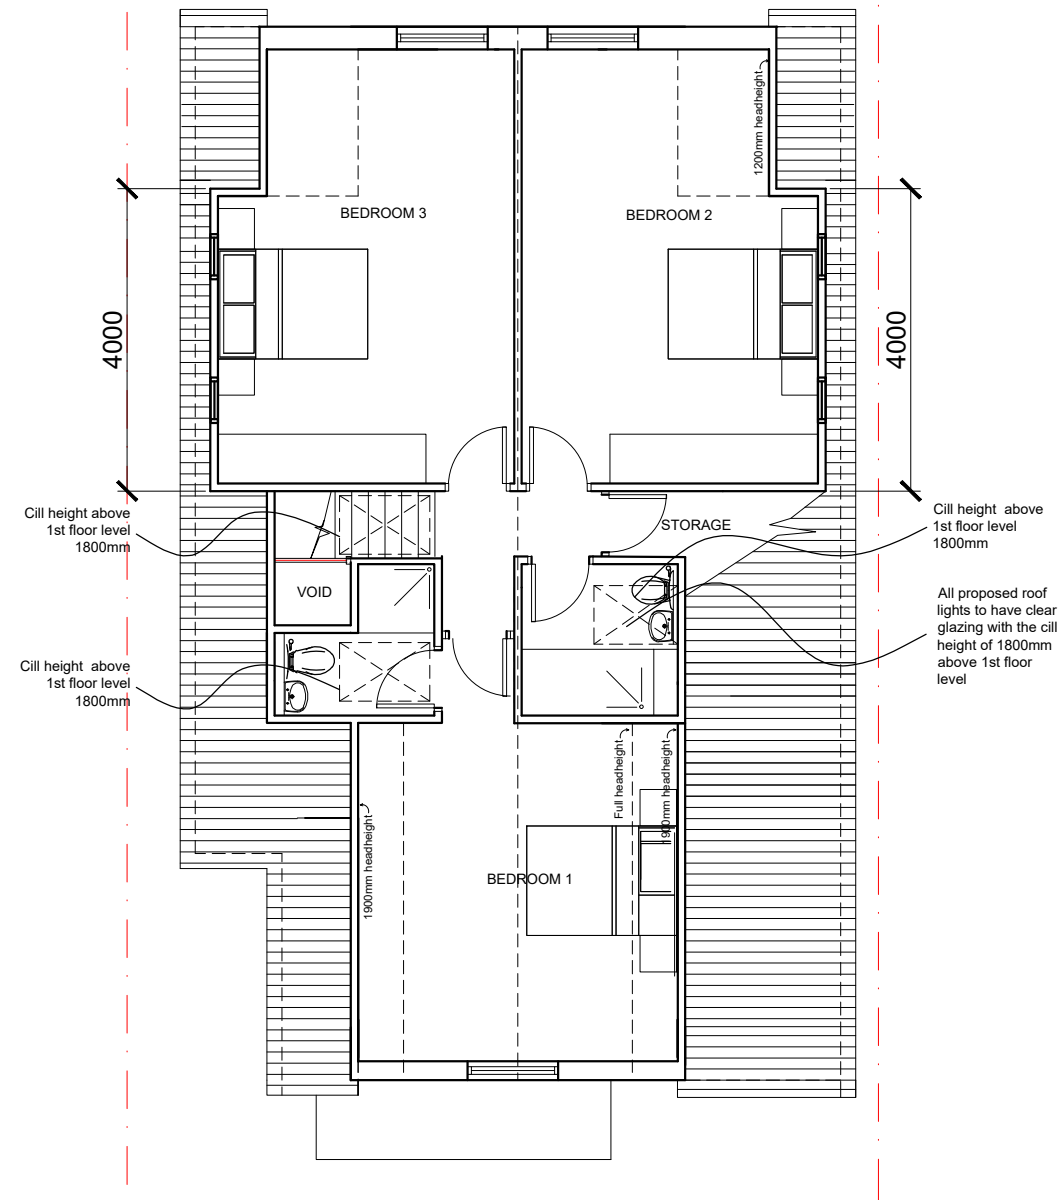 1200mm headheight
BEDROOM 3
BEDROOM 2
4000
4000
Cill height above
1st floor level
1800mm
STORAGE
Cill height above
1st floor level
1800mm
VOID
All proposed roof
lights to have clear
glazing with the cill
height of 1800mm
above 1st floor
level
Cill height above
1st floor level
1800mm
Full headheight
1900mm headheight
1900mm headheight
BEDROOM 1